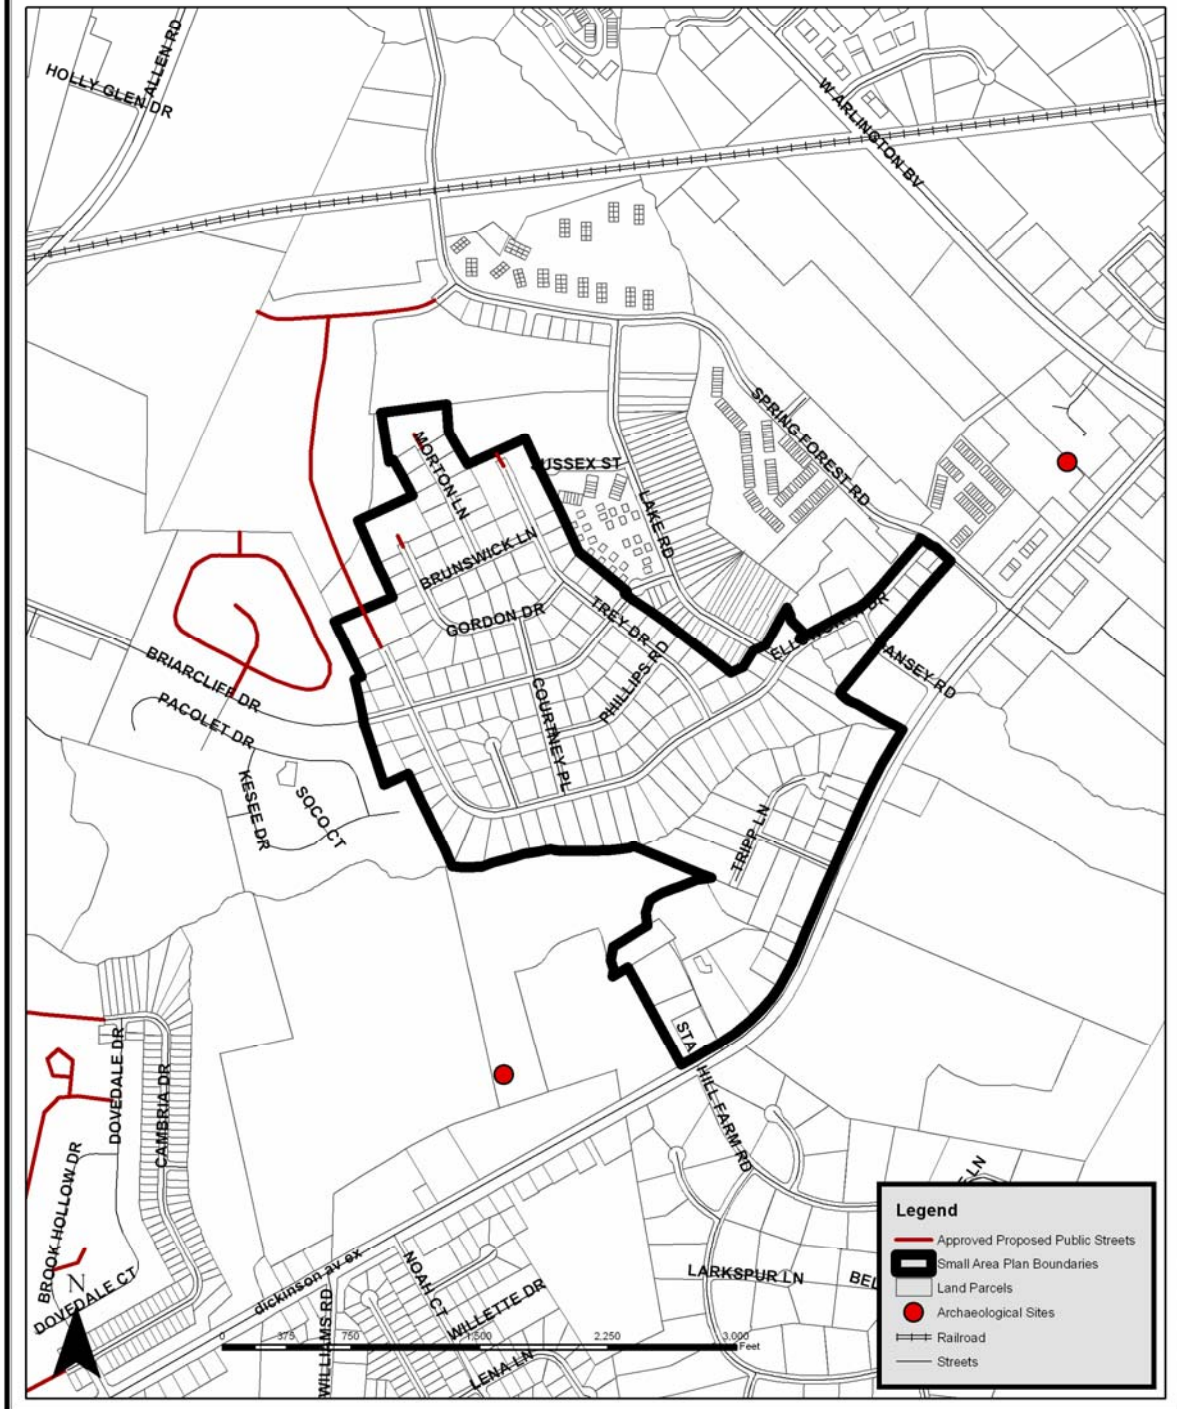 ALLEN RD
HOLLY GLEN DR
W ARLINGTON BV
SPRING FOREST RD
MORTON LN
SUSSEX ST
LAKE RD
BRUNSWICK LN
GORDON DR
TREY DR
PHILLIPS RD
COURTNEY PL
ANSEY RD
BRIARCLIFF DR
PACOLET DR
KESEE DR
SOCO CT
TRIPP LN
STA
HILL FARM RD
DOVEDALE DR
CAMBRIA DR
BROOK HOLLOW DR
DOVEDALE CT
N
dickinson av ex
WILLIAMS RD
NOAH CT
WILLETTE DR
LENA LN
LARKSPUR LN
BEL
LN
0 375 750 1,500 2,250 3,000
Feet
Legend
Approved Proposed Public Streets
Small Area Plan Boundaries
Land Parcels
Archaeological Sites
Railroad
Streets